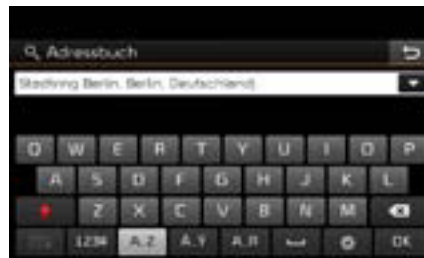 Adressbuch
Stadtring Berlin, Berlin, Deutschland
Q W E R T Y U I O P
A S D F G H J K L
Z X C V B N M
1234 A..Z A..Y A..Я OK